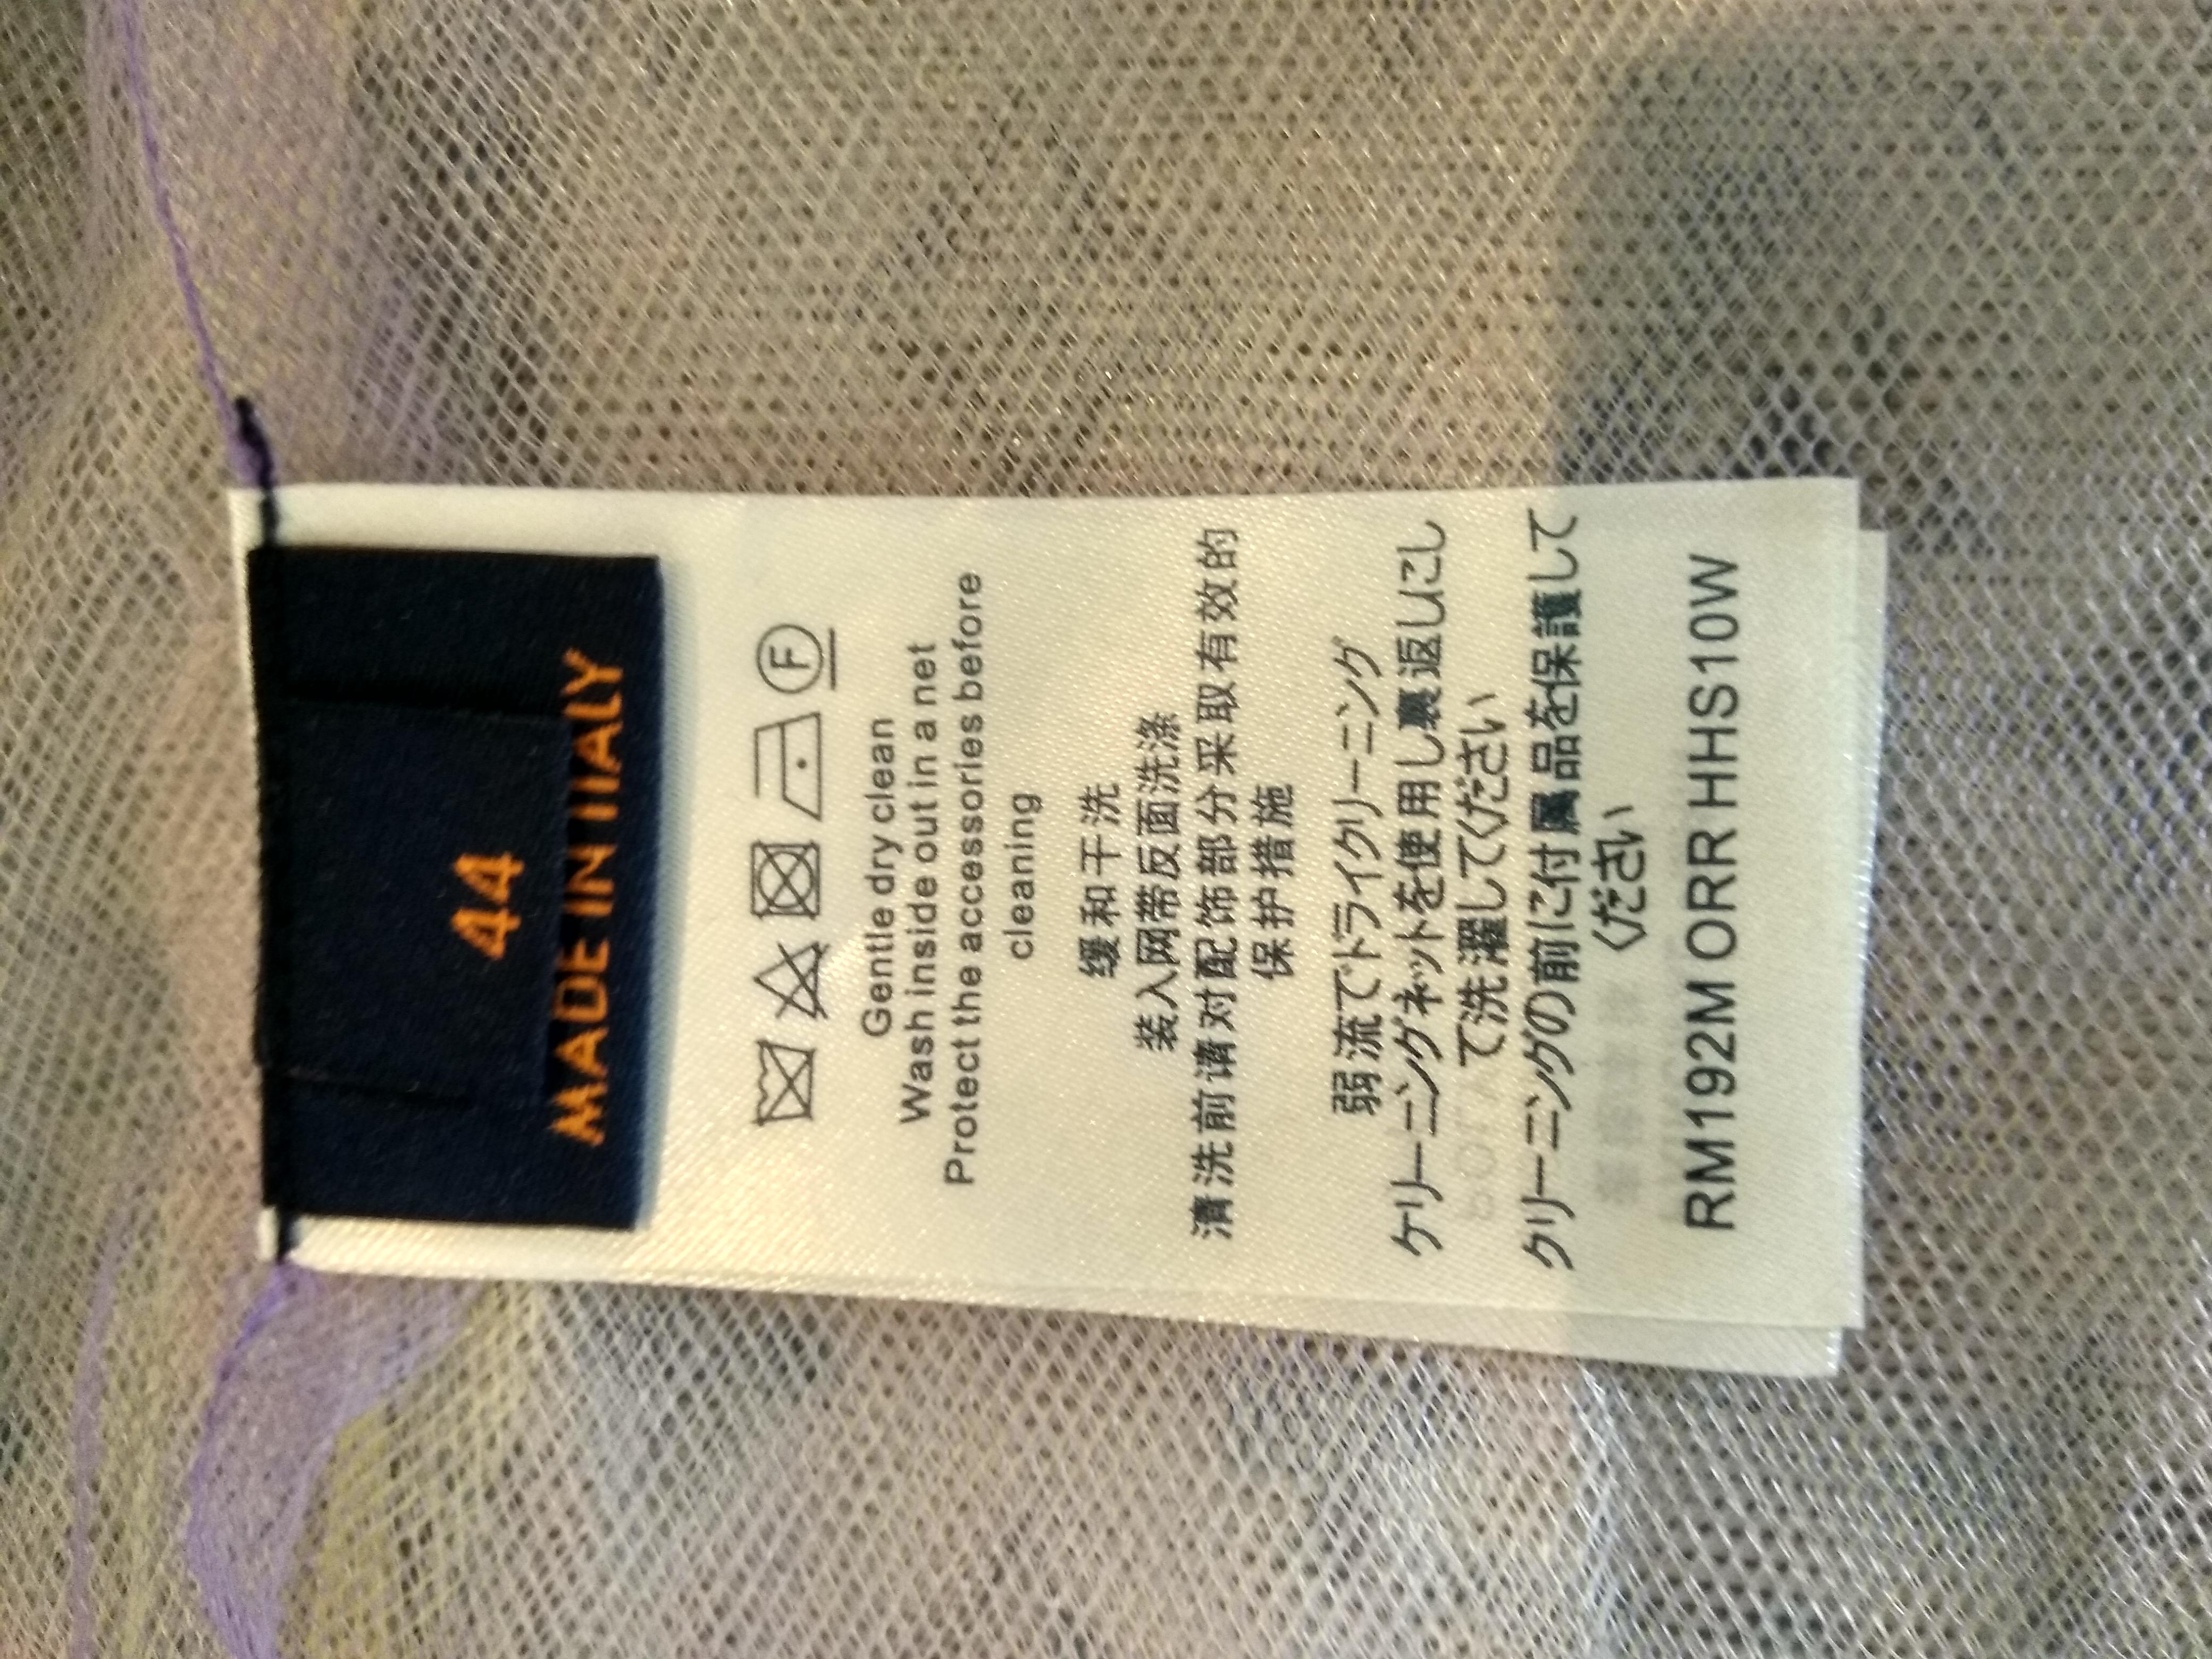 44
MADE IN ITALY
F
Gentle dry clean
Wash inside out in a net
Protect the accessories before
cleaning
缓和干洗
装入网带反面洗涤
清洗前请对配饰部分采取有效的
保护措施
弱流でドライクリーニング
ケリーニングネットを使用し裏返しにし
て洗濯してください
クリーニングの前に付属品を保護して
ください
RM192M ORR HHS10W